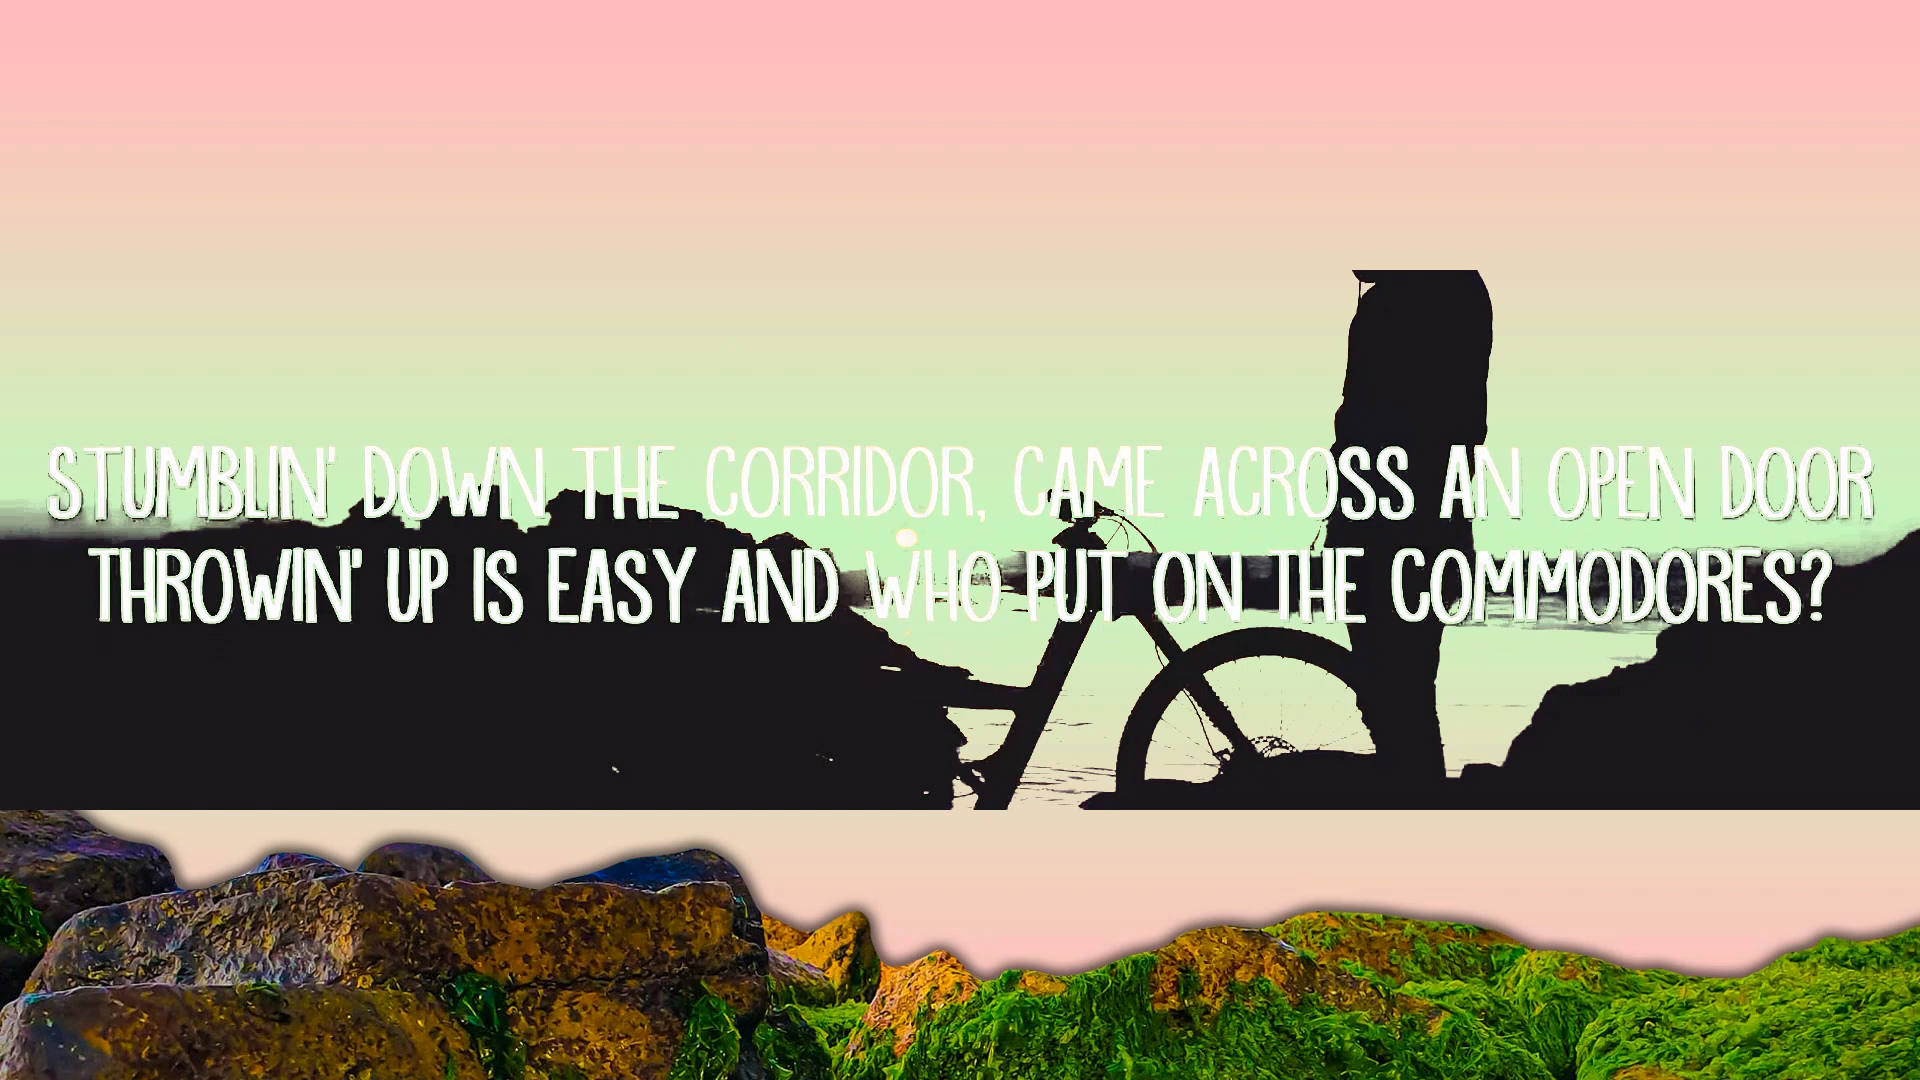 STUMBLIN' DOWN THE CORRIDOR, CAME ACROSS AN OPEN DOOR
THROWIN' UP IS EASY AND WHO PUT ON THE COMMODORES?